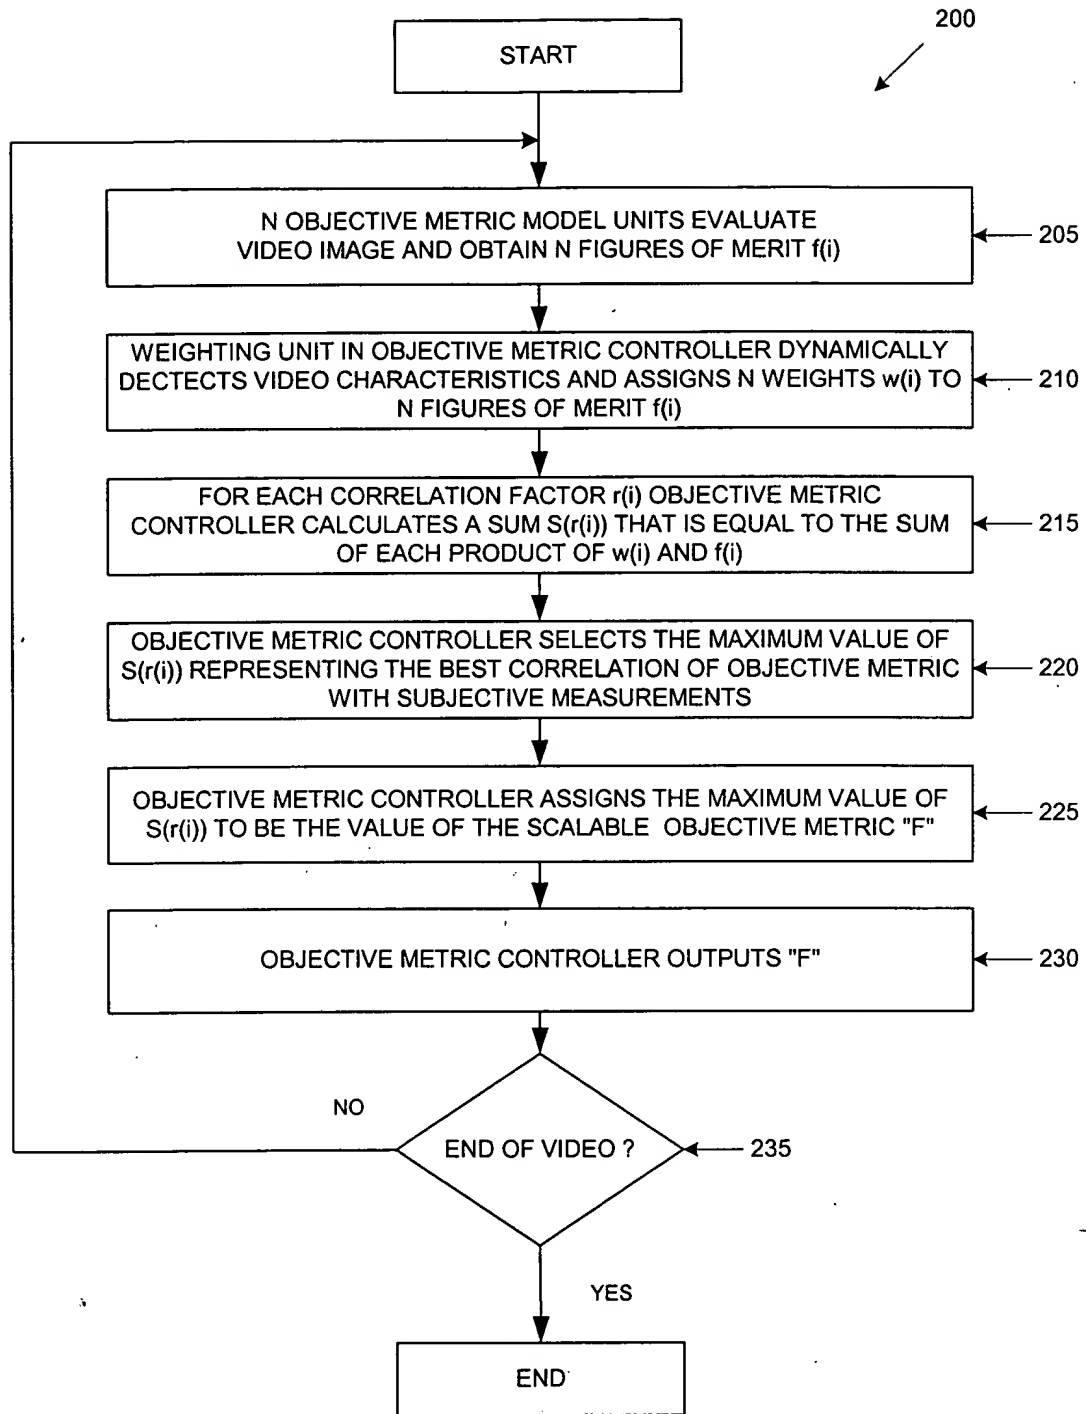 200
START
N OBJECTIVE METRIC MODEL UNITS EVALUATE
VIDEO IMAGE AND OBTAIN N FIGURES OF MERIT f(i)
205
WEIGHTING UNIT IN OBJECTIVE METRIC CONTROLLER DYNAMICALLY
DECTECTS VIDEO CHARACTERISTICS AND ASSIGNS N WEIGHTS w(i) TO
N FIGURES OF MERIT f(i)
210
FOR EACH CORRELATION FACTOR r(i) OBJECTIVE METRIC
CONTROLLER CALCULATES A SUM S(r(i)) THAT IS EQUAL TO THE SUM
OF EACH PRODUCT OF w(i) AND f(i)
215
OBJECTIVE METRIC CONTROLLER SELECTS THE MAXIMUM VALUE OF
S(r(i)) REPRESENTING THE BEST CORRELATION OF OBJECTIVE METRIC
WITH SUBJECTIVE MEASUREMENTS
220
OBJECTIVE METRIC CONTROLLER ASSIGNS THE MAXIMUM VALUE OF
S(r(i)) TO BE THE VALUE OF THE SCALABLE OBJECTIVE METRIC "F"
225
OBJECTIVE METRIC CONTROLLER OUTPUTS "F"
230
NO
END OF VIDEO ?
235
YES
END